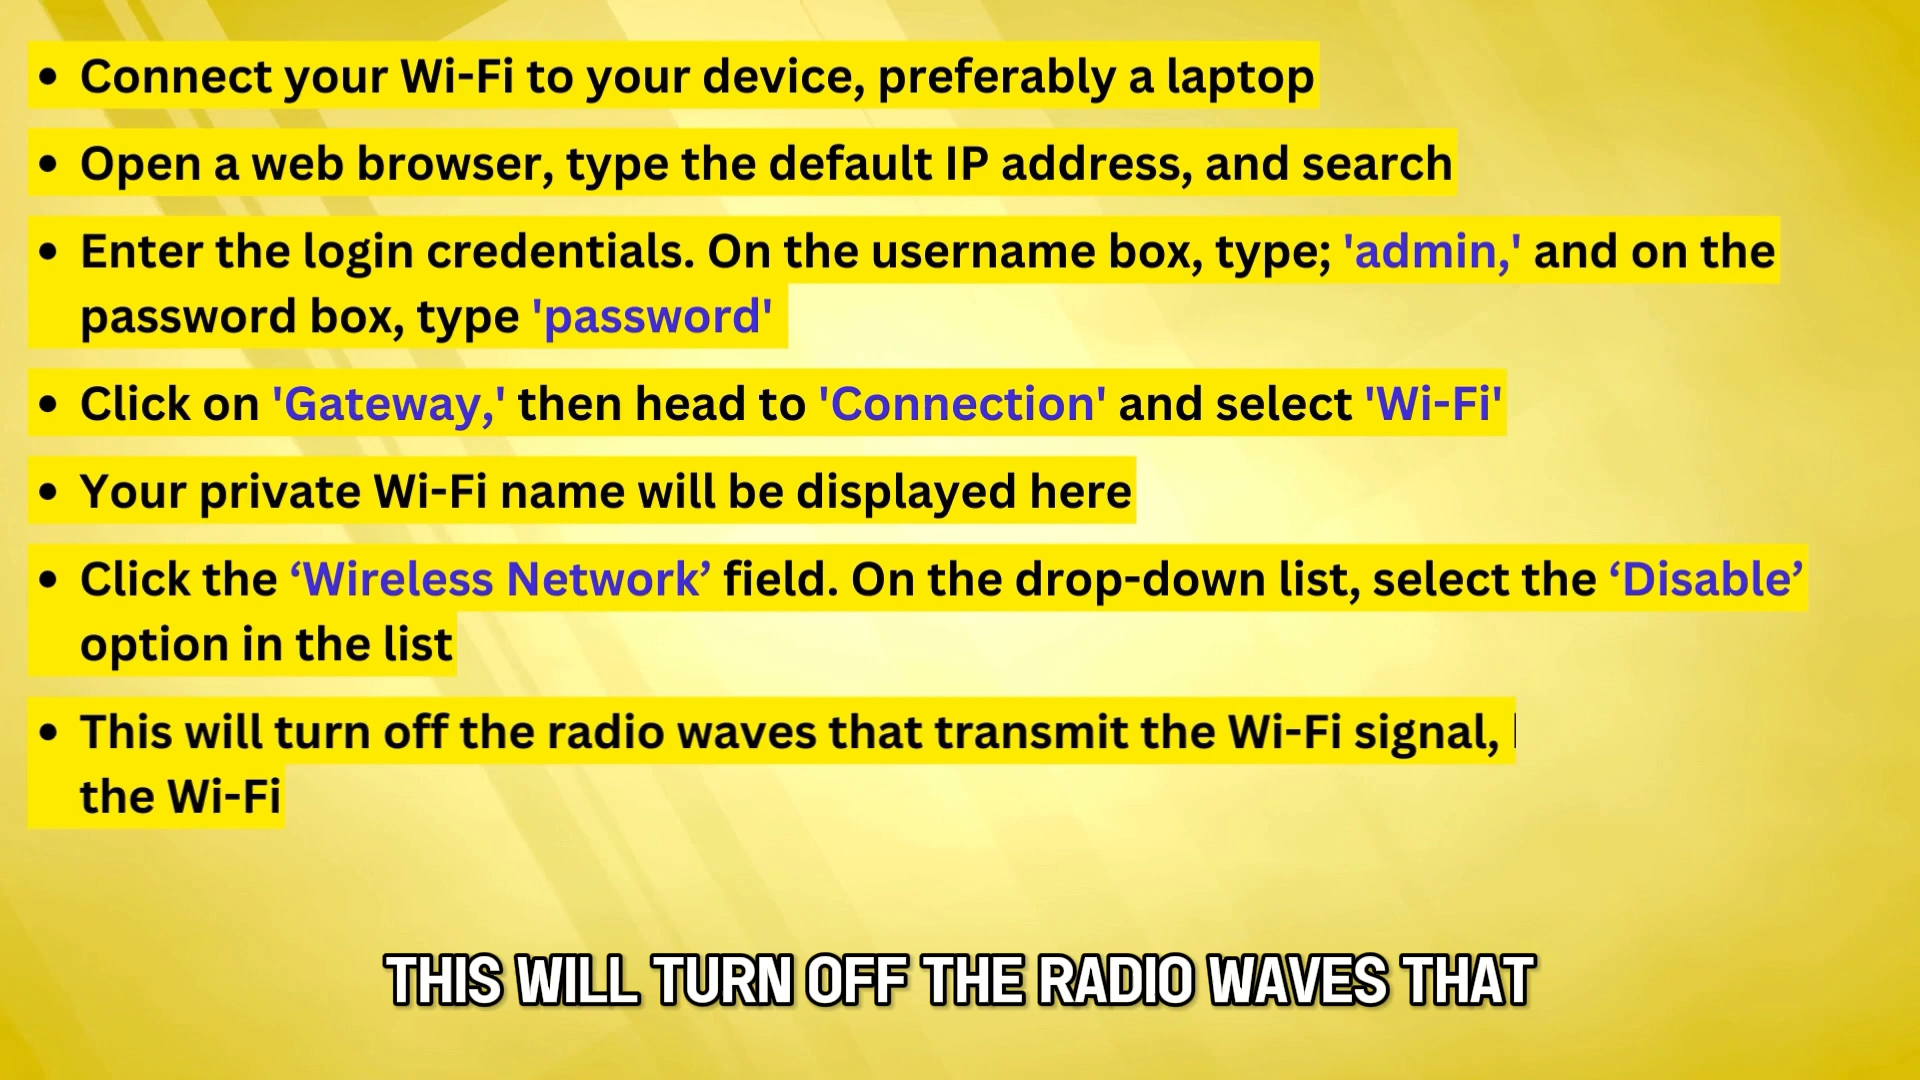 • Connect your Wi-Fi to your device, preferably a laptop
• Open a web browser, type the default IP address, and search
• Enter the login credentials. On the username box, type; 'admin,' and on the
password box, type 'password'
• Click on 'Gateway,' then head to 'Connection' and select 'Wi-Fi'
• Your private Wi-Fi name will be displayed here
• Click the ‘Wireless Network’ field. On the drop-down list, select the ‘Disable’
option in the list
• This will turn off the radio waves that transmit the Wi-Fi signal,
the Wi-Fi
THIS WILL TURN OFF THE RADIO WAVES THAT